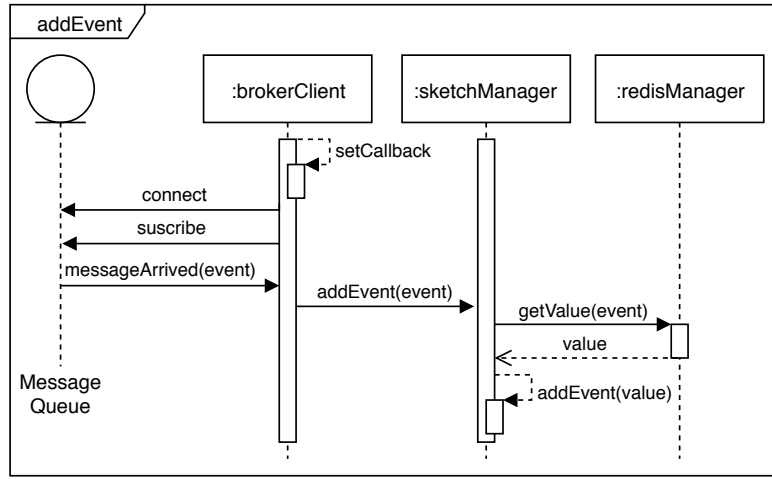 addEvent
:brokerClient
:sketchManager
:redisManager
setCallback
connect
suscribe
messageArrived(event)
addEvent(event)
getValue(event)
value
addEvent(value)
Message
Queue